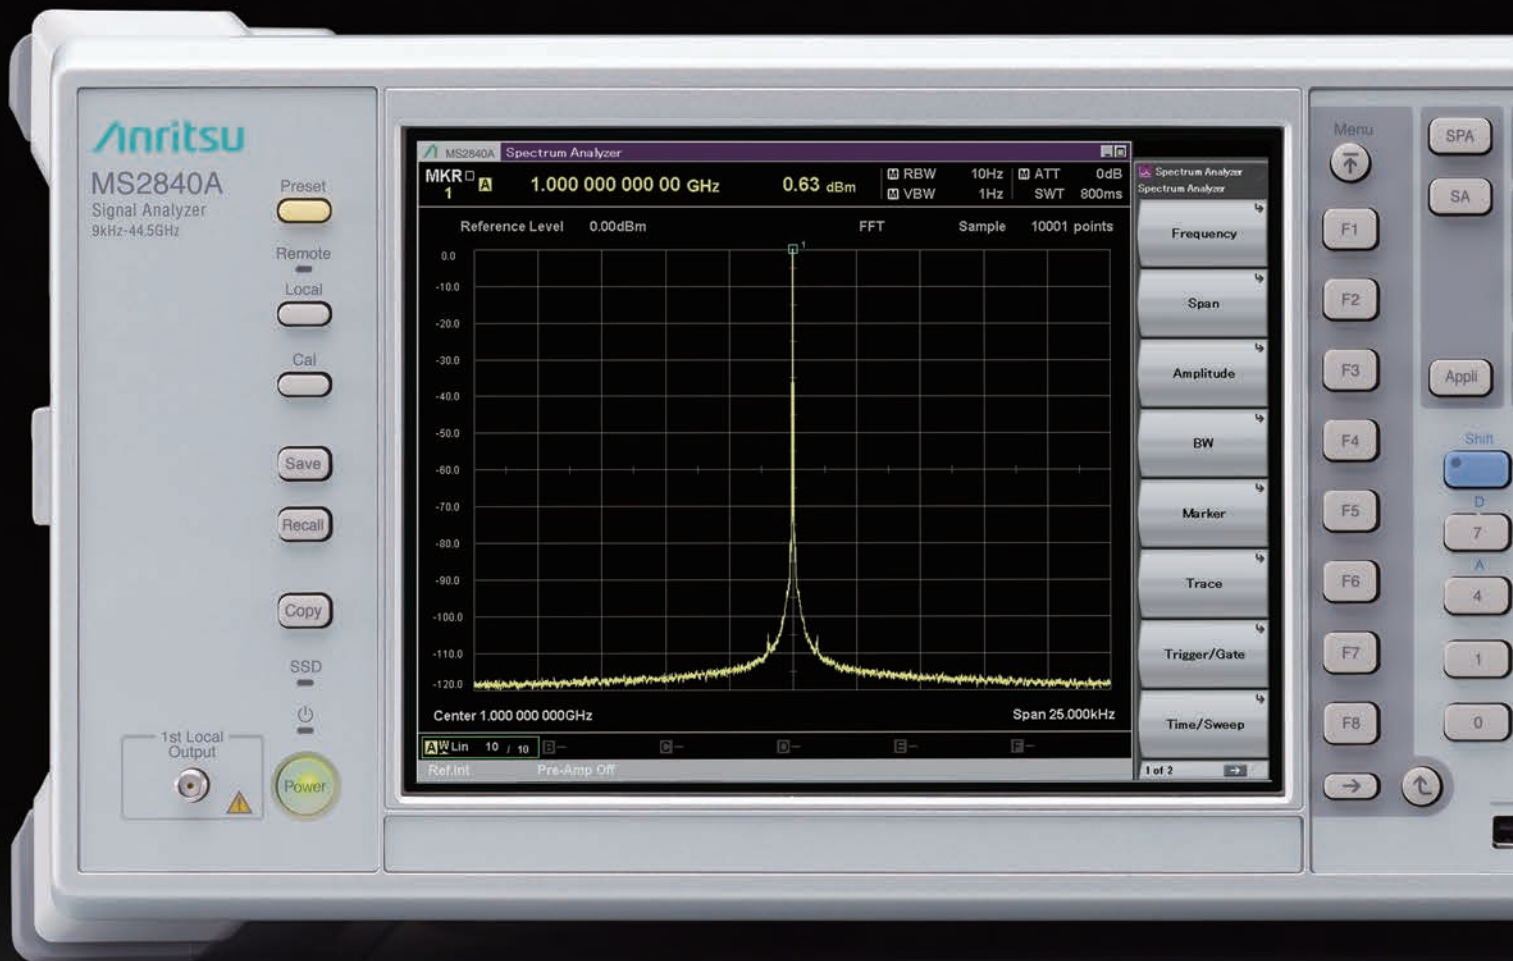 Anritsu
MS2840A
Signal Analyzer
9kHz-44.5GHz
Preset
Remote
Local
Cal
Save
Recall
Copy
SSD
1st Local
Output
Power
MS2840A Spectrum Analyzer
MKR
1
A
1.000 000 000 00 GHz
0.63 dBm
M RBW 10Hz
M VBW 1Hz
M ATT 0dB
SWT 800ms
Reference Level 0.00dBm FFT Sample 10001 points
1
0.0
-10.0
-20.0
-30.0
-40.0
-50.0
-60.0
-70.0
-80.0
-90.0
-100.0
-110.0
-120.0
Center 1.000 000 000GHz Span 25.000kHz
A W Lin 10 / 10 B- C- D- E- F-
Ref.Int Pre-Amp Off
Spectrum Analyzer
Spectrum Analyzer
Frequency
Span
Amplitude
BW
Marker
Trace
Trigger/Gate
Time/Sweep
1 of 2
Menu
F1
F2
F3
F4
F5
F6
F7
F8
SPA
SA
Appli
Shift
D
7
A
4
1
0